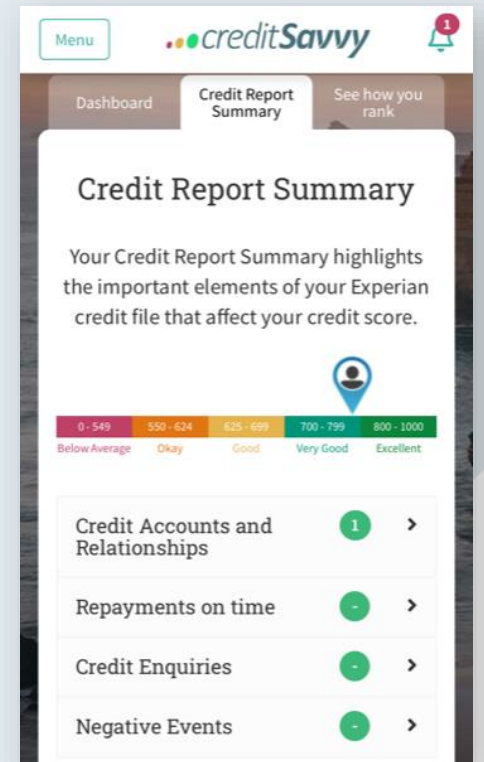 Menu
creditSavvy
1
Dashboard
Credit Report
Summary
See how you
rank
Credit Report Summary
Your Credit Report Summary highlights
the important elements of your Experian
credit file that affect your credit score.
0 - 549 550 - 624 625 - 699 700 - 799 800 - 1000
Below Average Okay Good Very Good Excellent
Credit Accounts and
Relationships
1
Repayments on time
-
Credit Enquiries
-
Negative Events
-